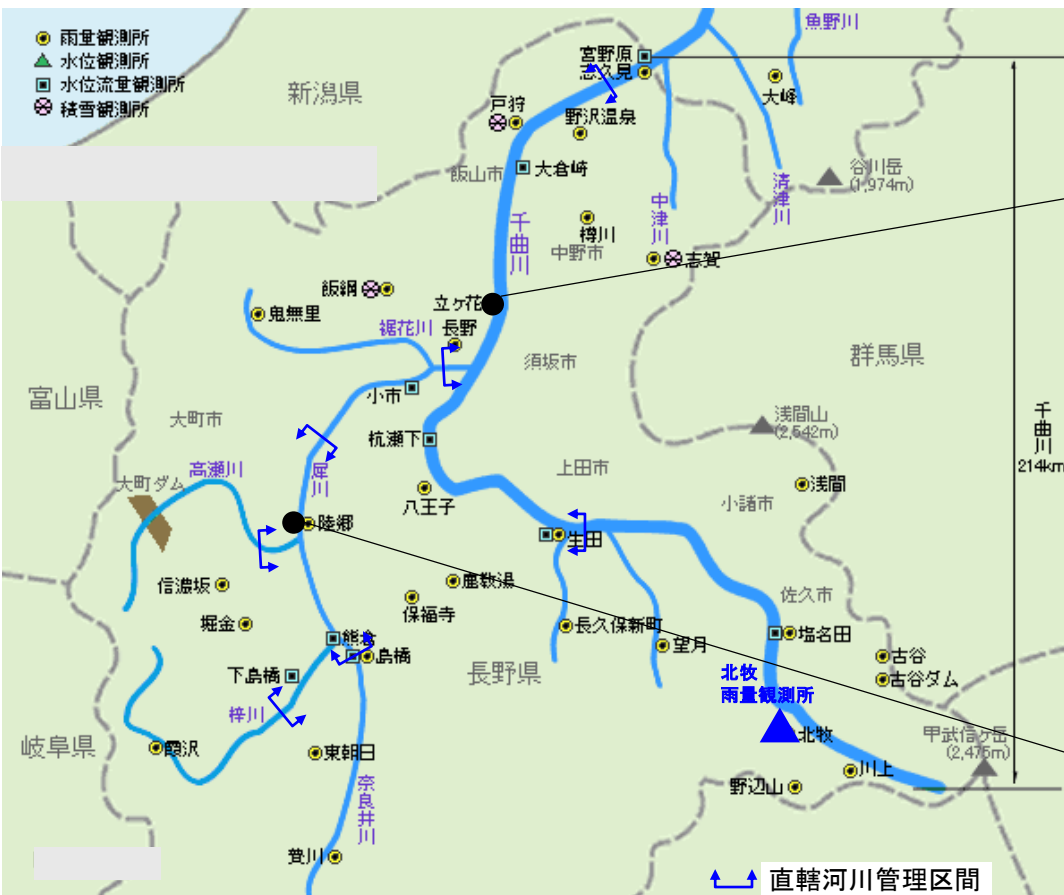 雨量観測所
水位観測所
水位流量観測所
積雪観測所
魚野川
宮野原
志久見
大峰
新潟県
戸狩
野沢温泉
飯山市
大倉崎
谷川岳
(1,974m)
清津川
中津川
千曲川
樽川
中野市
志賀
飯綱
立ヶ花
鬼無里
裾花川
長野
須坂市
群馬県
富山県
小市
大町市
杭瀬下
浅間山
(2,542m)
千曲川
214km
高瀬川
犀川
上田市
大町ダム
八王子
浅間
小諸市
陸郷
生田
信濃坂
鹿教湯
保福寺
佐久市
堀金
熊倉
長久保新町
塩名田
島橋
望月
古谷
下島橋
長野県
北牧
雨量観測所
古谷ダム
梓川
岐阜県
霞沢
東朝日
北牧
甲武信ヶ岳
(2,475m)
川上
野辺山
奈良井川
贄川
直轄河川管理区間